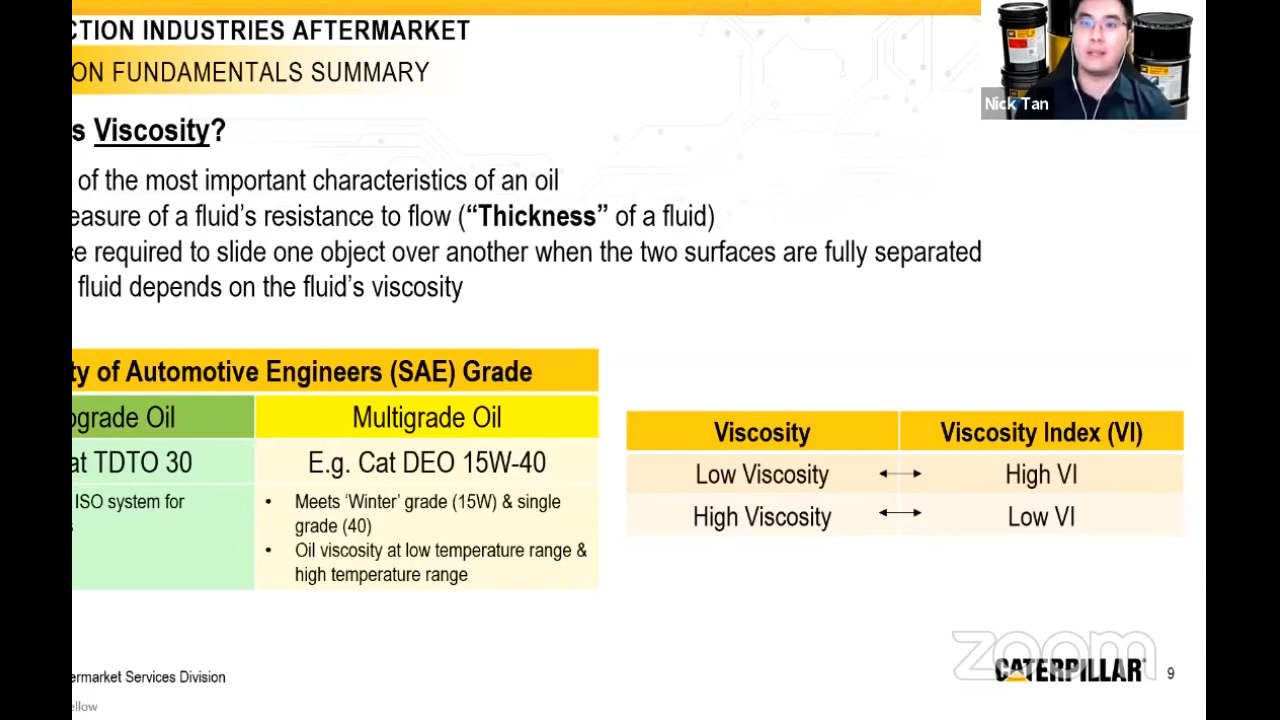 CTION INDUSTRIES AFTERMARKET
ON FUNDAMENTALS SUMMARY
Nick Tan
s Viscosity?
of the most important characteristics of an oil
easure of a fluid's resistance to flow (“Thickness” of a fluid)
ce required to slide one object over another when the two surfaces are fully separated
fluid depends on the fluid's viscosity
ty of Automotive Engineers (SAE) Grade
ograde Oil
Multigrade Oil
at TDTO 30
E.g. Cat DEO 15W-40
ISO system for
s
• Meets ‘Winter’ grade (15W) & single
grade (40)
• Oil viscosity at low temperature range &
high temperature range
Viscosity
Viscosity Index (VI)
Low Viscosity
High VI
High Viscosity
Low VI
ermarket Services Division
ellow
zoom
CATERPILLAR
9